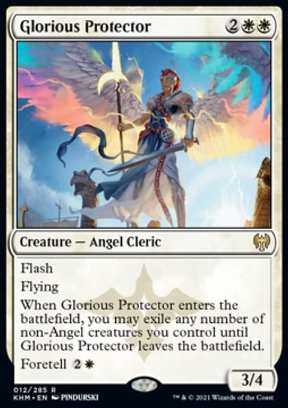 Glorious Protector 2
Creature — Angel Cleric
Flash
Flying
When Glorious Protector enters the
battlefield, you may exile any number of
non-Angel creatures you control until
Glorious Protector leaves the battlefield.
Foretell 2
3/4
012/285 R
KHM • EN PINDURSKI
™ & © 2021 Wizards of the Coast